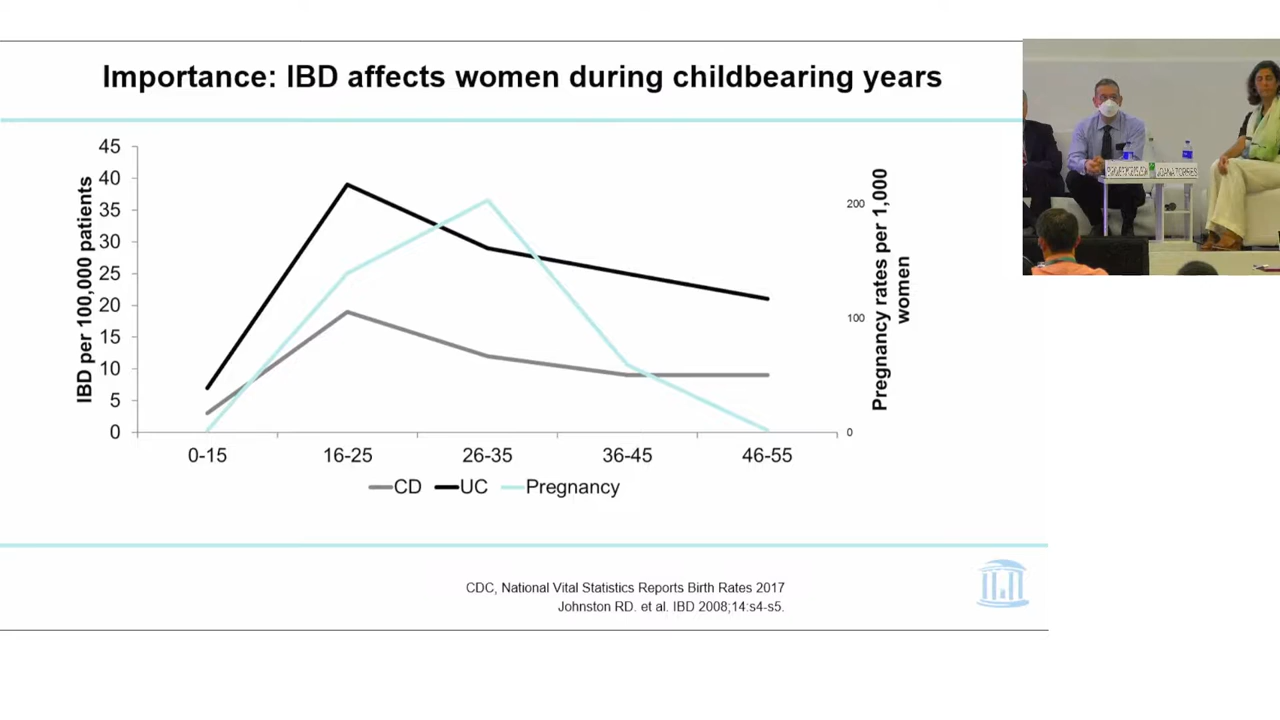 Importance: IBD affects women during childbearing years
IBD per 100,000 patients
45
40
35
30
25
20
15
10
5
0
0-15
16-25
26-35
36-45
46-55
200
100
0
Pregnancy rates per 1,000
women
CD
UC
Pregnancy
CDC, National Vital Statistics Reports Birth Rates 2017
Johnston RD. et al. IBD 2008;14:s4-s5.
JOANA TORRES